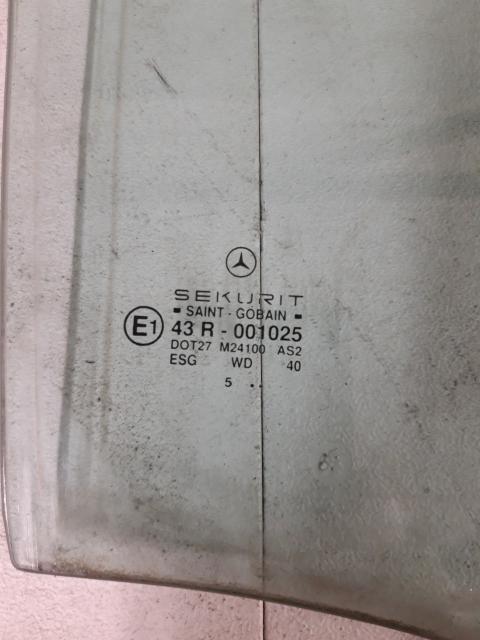 SEKURIT
SAINT - GOBAIN
E1 43 R - 001025
DOT27 M24100 AS2
ESG WD 40
5 ..